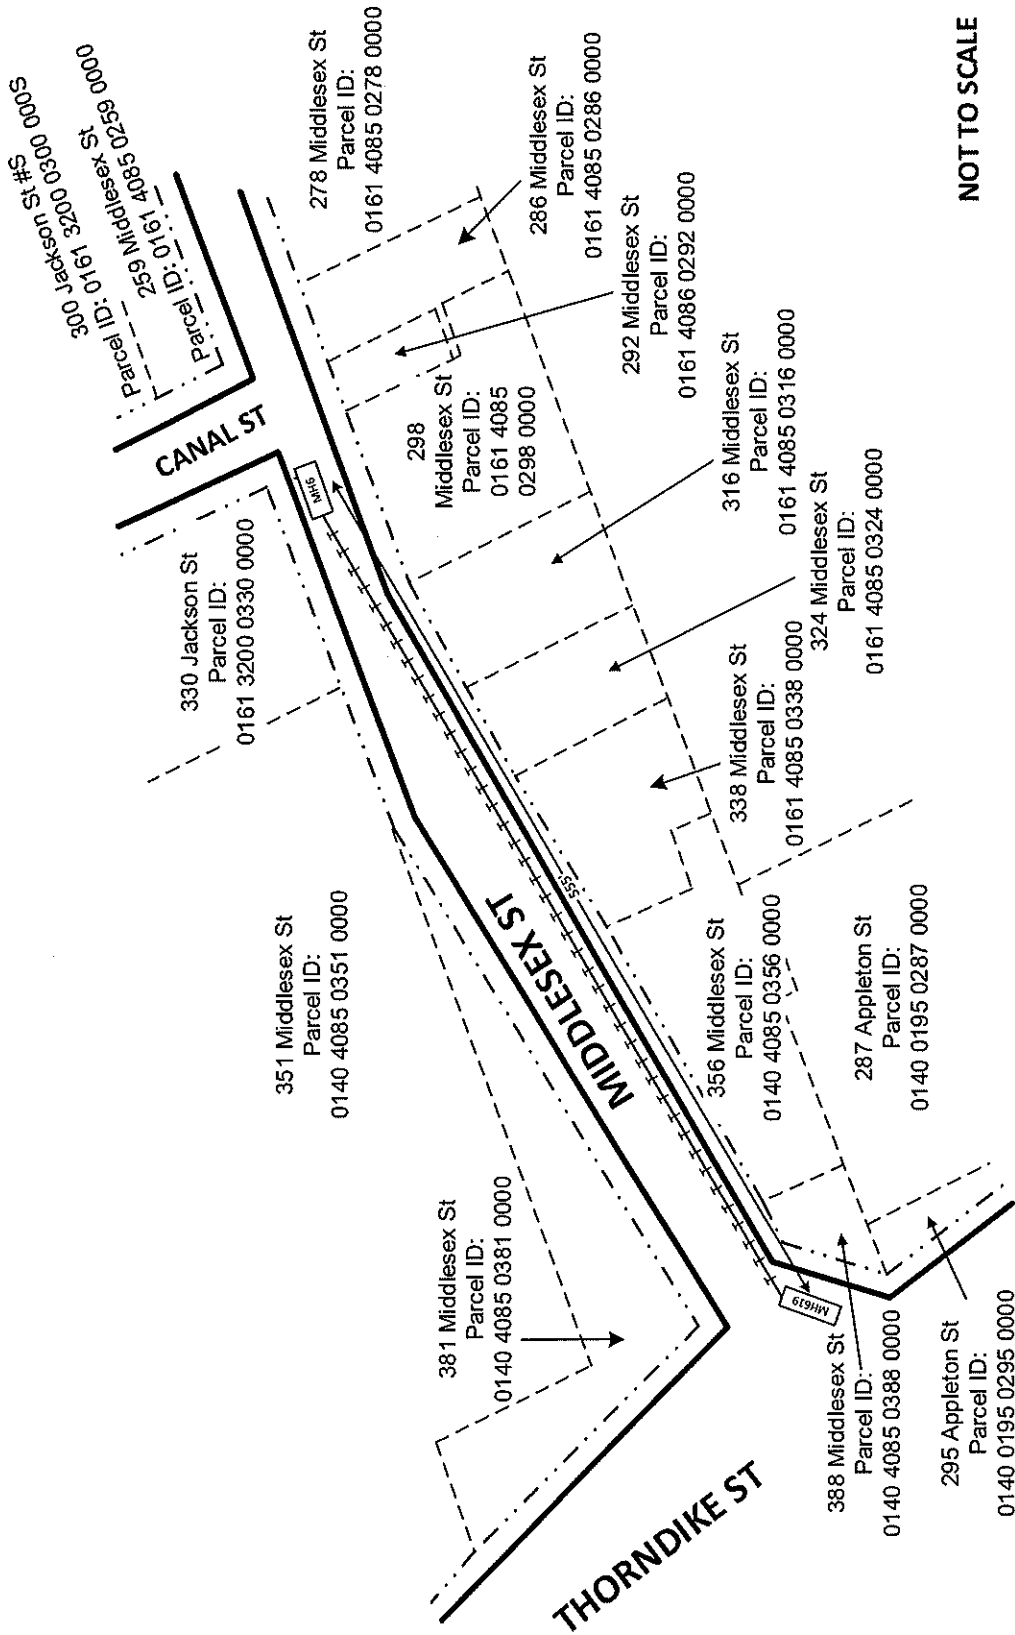 300 Jackson St #S
Parcel ID: 0161 3200 0300 000S
259 Middlesex St
Parcel ID: 0161 4085 0259 0000
CANAL ST
330 Jackson St
Parcel ID:
0161 3200 0330 0000
278 Middlesex St
Parcel ID:
0161 4085 0278 0000
286 Middlesex St
Parcel ID:
0161 4085 0286 0000
292 Middlesex St
Parcel ID:
0161 4086 0292 0000
298
Middlesex St
Parcel ID:
0161 4085
0298 0000
316 Middlesex St
Parcel ID:
0161 4085 0316 0000
324 Middlesex St
Parcel ID:
0161 4085 0324 0000
338 Middlesex St
Parcel ID:
0161 4085 0338 0000
MH6
555'
MIDDLESEX ST
351 Middlesex St
Parcel ID:
0140 4085 0351 0000
356 Middlesex St
Parcel ID:
0140 4085 0356 0000
287 Appleton St
Parcel ID:
0140 0195 0287 0000
381 Middlesex St
Parcel ID:
0140 4085 0381 0000
MH619
388 Middlesex St
Parcel ID:
0140 4085 0388 0000
295 Appleton St
Parcel ID:
0140 0195 0295 0000
THORNDIKE ST
NOT TO SCALE